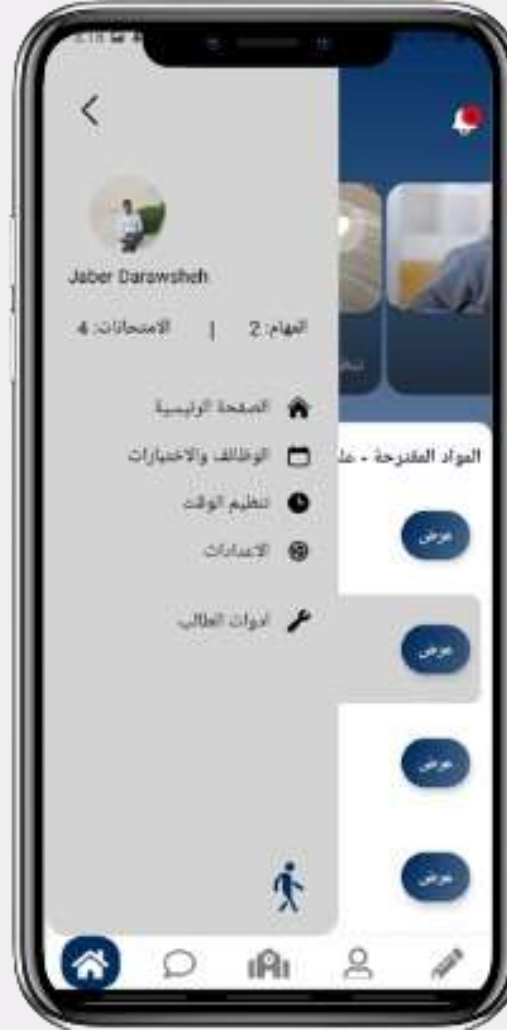 Jaber Darawsheh
المهام: 2 | الامتحانات: 4
الصفحة الرئيسية
الوظائف والاختبارات
تنظيم الوقت
الاعدادات
ادوات الطالب
المواد المقترحة - علـ
عرض
عرض
عرض
عرض